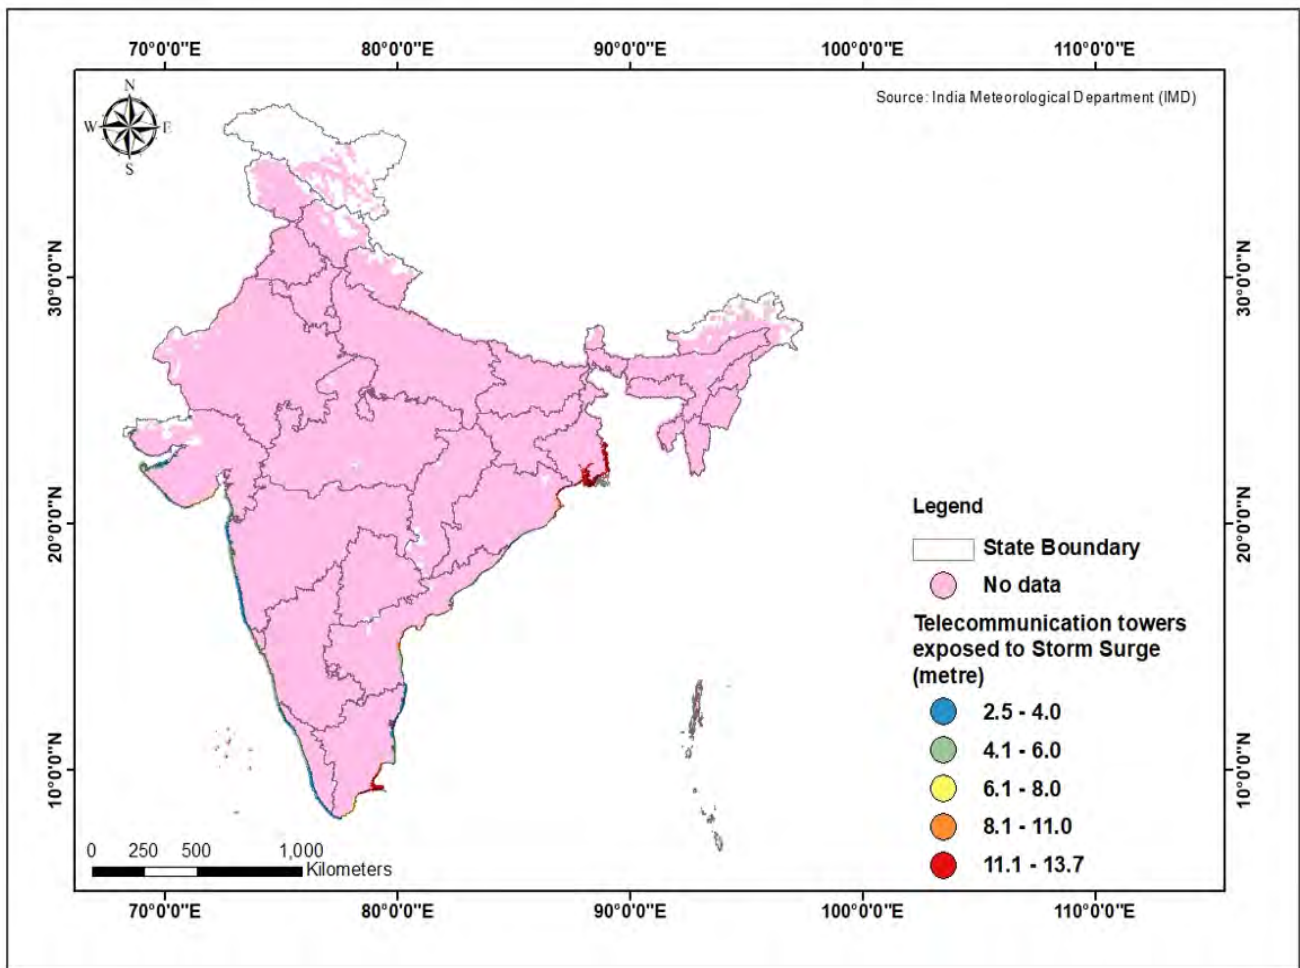 70°0'0"E 80°0'0"E 90°0'0"E 100°0'0"E 110°0'0"E
Source: India Meteorological Department (IMD)
N
W E
S
30°0'0"N 30°0'0"N
20°0'0"N 20°0'0"N
10°0'0"N 10°0'0"N
Legend
State Boundary
No data
Telecommunication towers
exposed to Storm Surge
(metre)
2.5 - 4.0
4.1 - 6.0
6.1 - 8.0
8.1 - 11.0
11.1 - 13.7
0 250 500 1,000
Kilometers
70°0'0"E 80°0'0"E 90°0'0"E 100°0'0"E 110°0'0"E